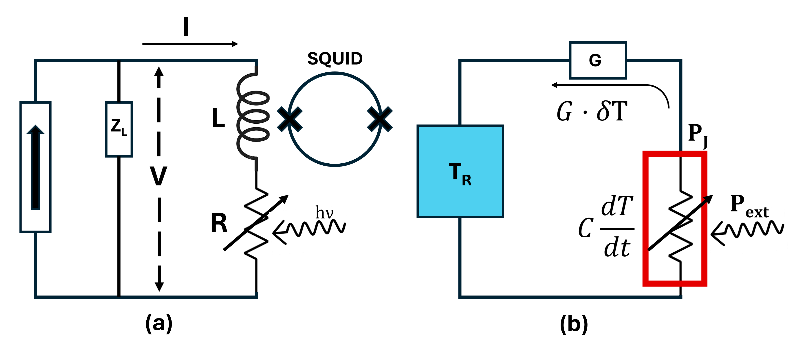 I
SQUID
Z_L
L
V
R
hν
(a)
G
G · δT
P_J
T_R
C dT/dt
P_ext
(b)